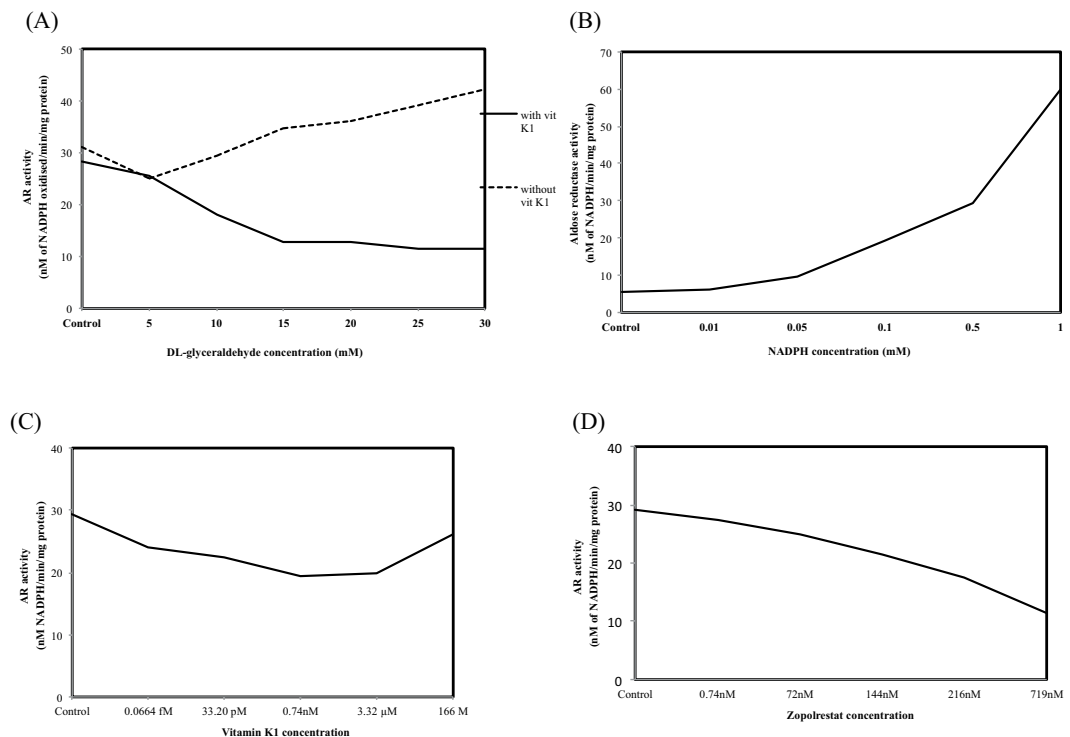 (A)
AR activity
(nM of NADPH oxidised/min/mg protein)
50
40
30
20
10
0
Control 5 10 15 20 25 30
DL-glyceraldehyde concentration (mM)
with vit
K1
without
vit K1
(B)
Aldose reductase activity
(nM of NADPH/min/mg protein)
70
60
50
40
30
20
10
0
Control 0.01 0.05 0.1 0.5 1
NADPH concentration (mM)
(C)
AR activity
(nM NADPH/min/mg protein)
40
30
20
10
0
Control 0.0664 fM 33.20 pM 0.74nM 3.32 µM 166 M
Vitamin K1 concentration
(D)
AR activity
(nM of NADPH/min/mg protein)
40
30
20
10
0
Control 0.74nM 72nM 144nM 216nM 719nM
Zopolrestat concentration